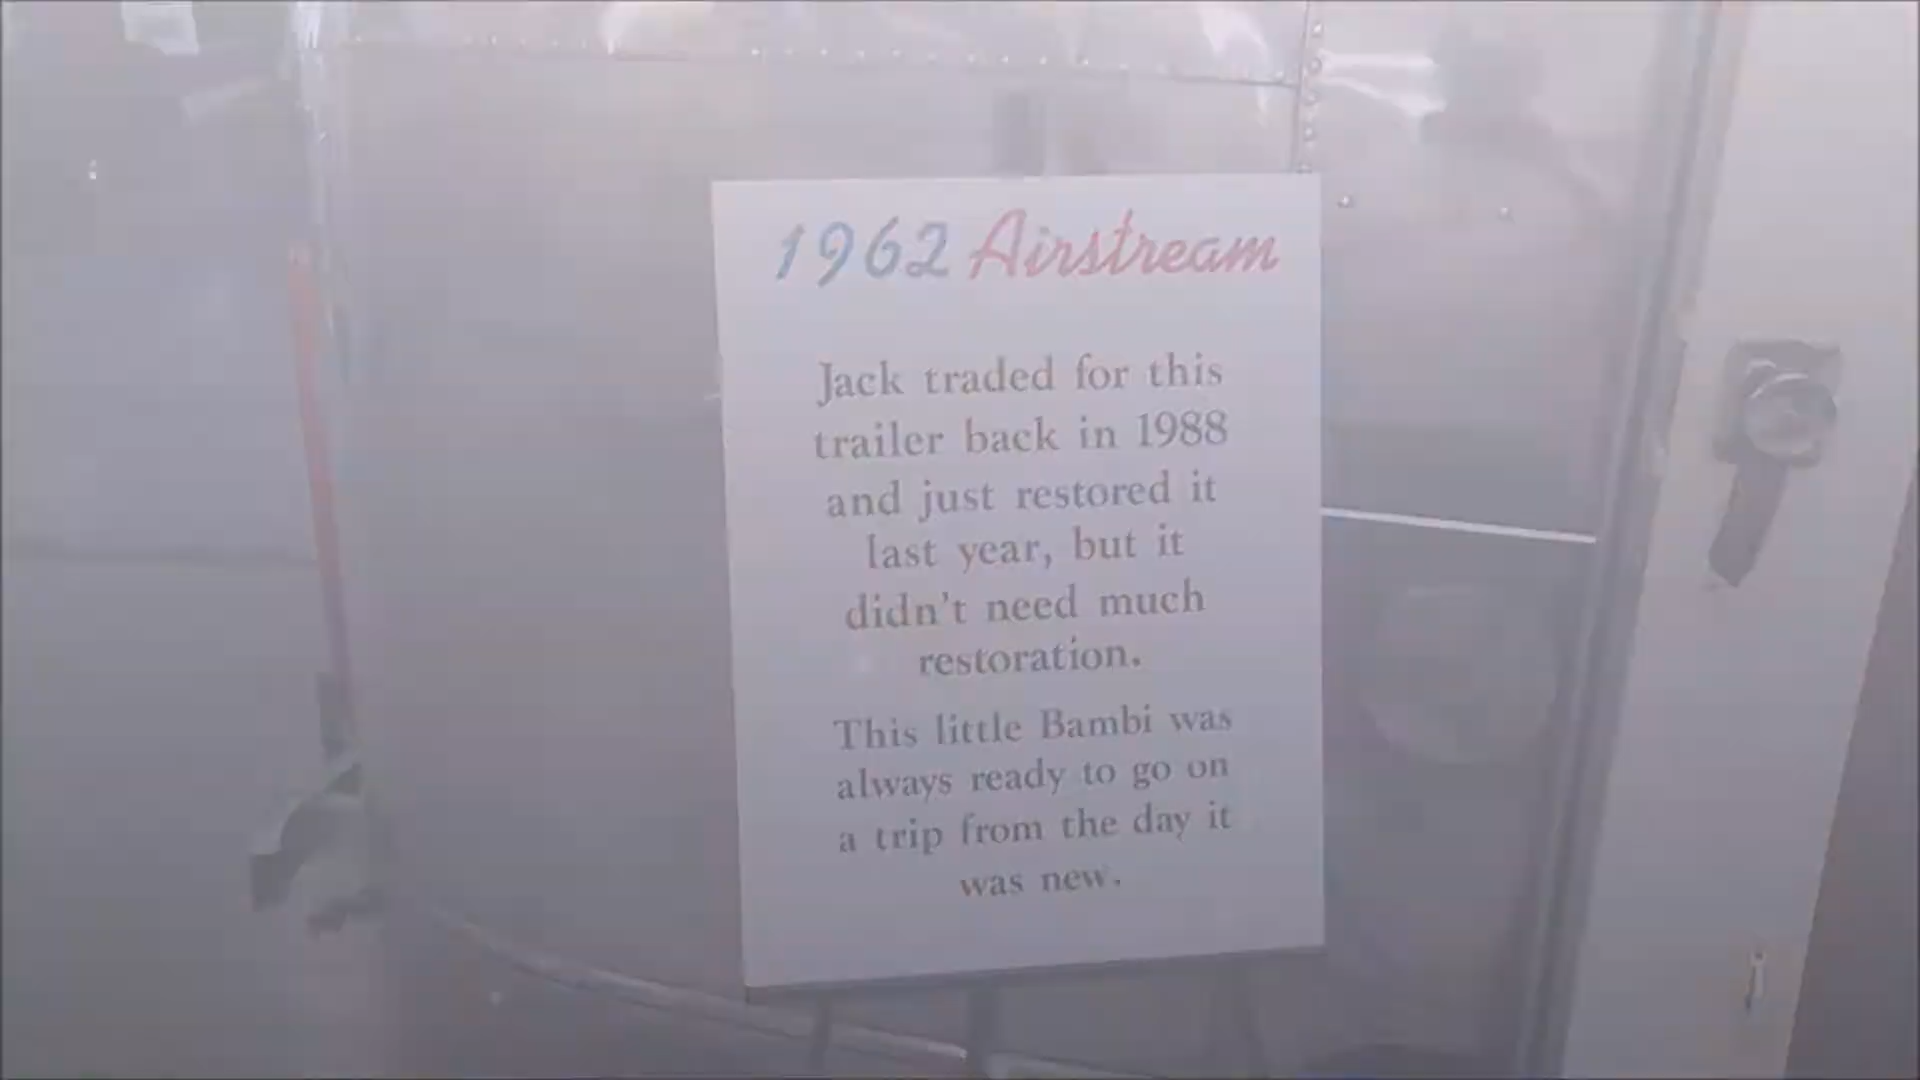 1962 Airstream
Jack traded for this
trailer back in 1988
and just restored it
last year, but it
didn't need much
restoration.
This little Bambi was
always ready to go on
a trip from the day it
was new.